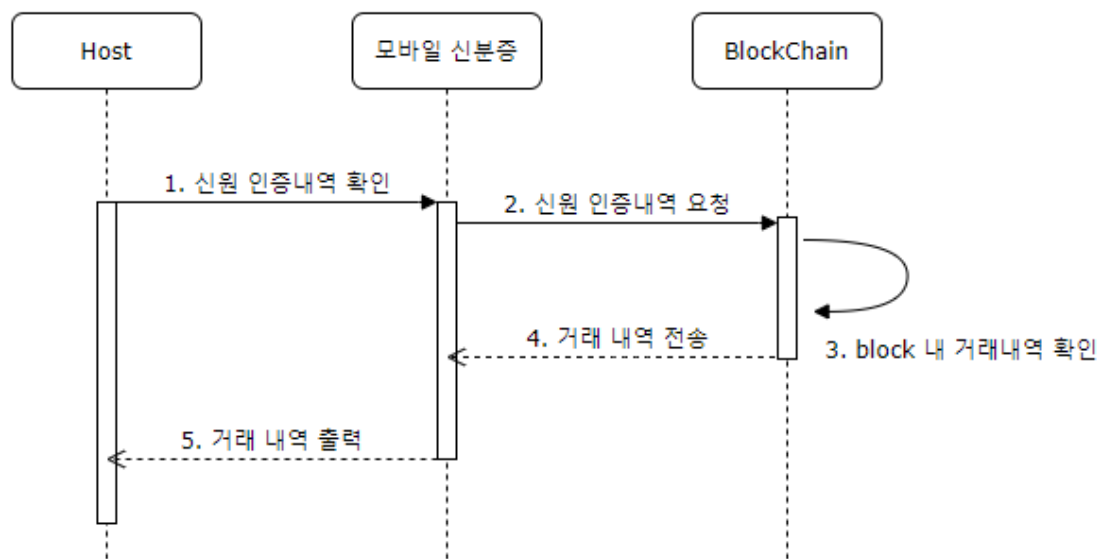 Host
모바일 신분증
BlockChain
1. 신원 인증내역 확인
2. 신원 인증내역 요청
3. block 내 거래내역 확인
4. 거래 내역 전송
5. 거래 내역 출력